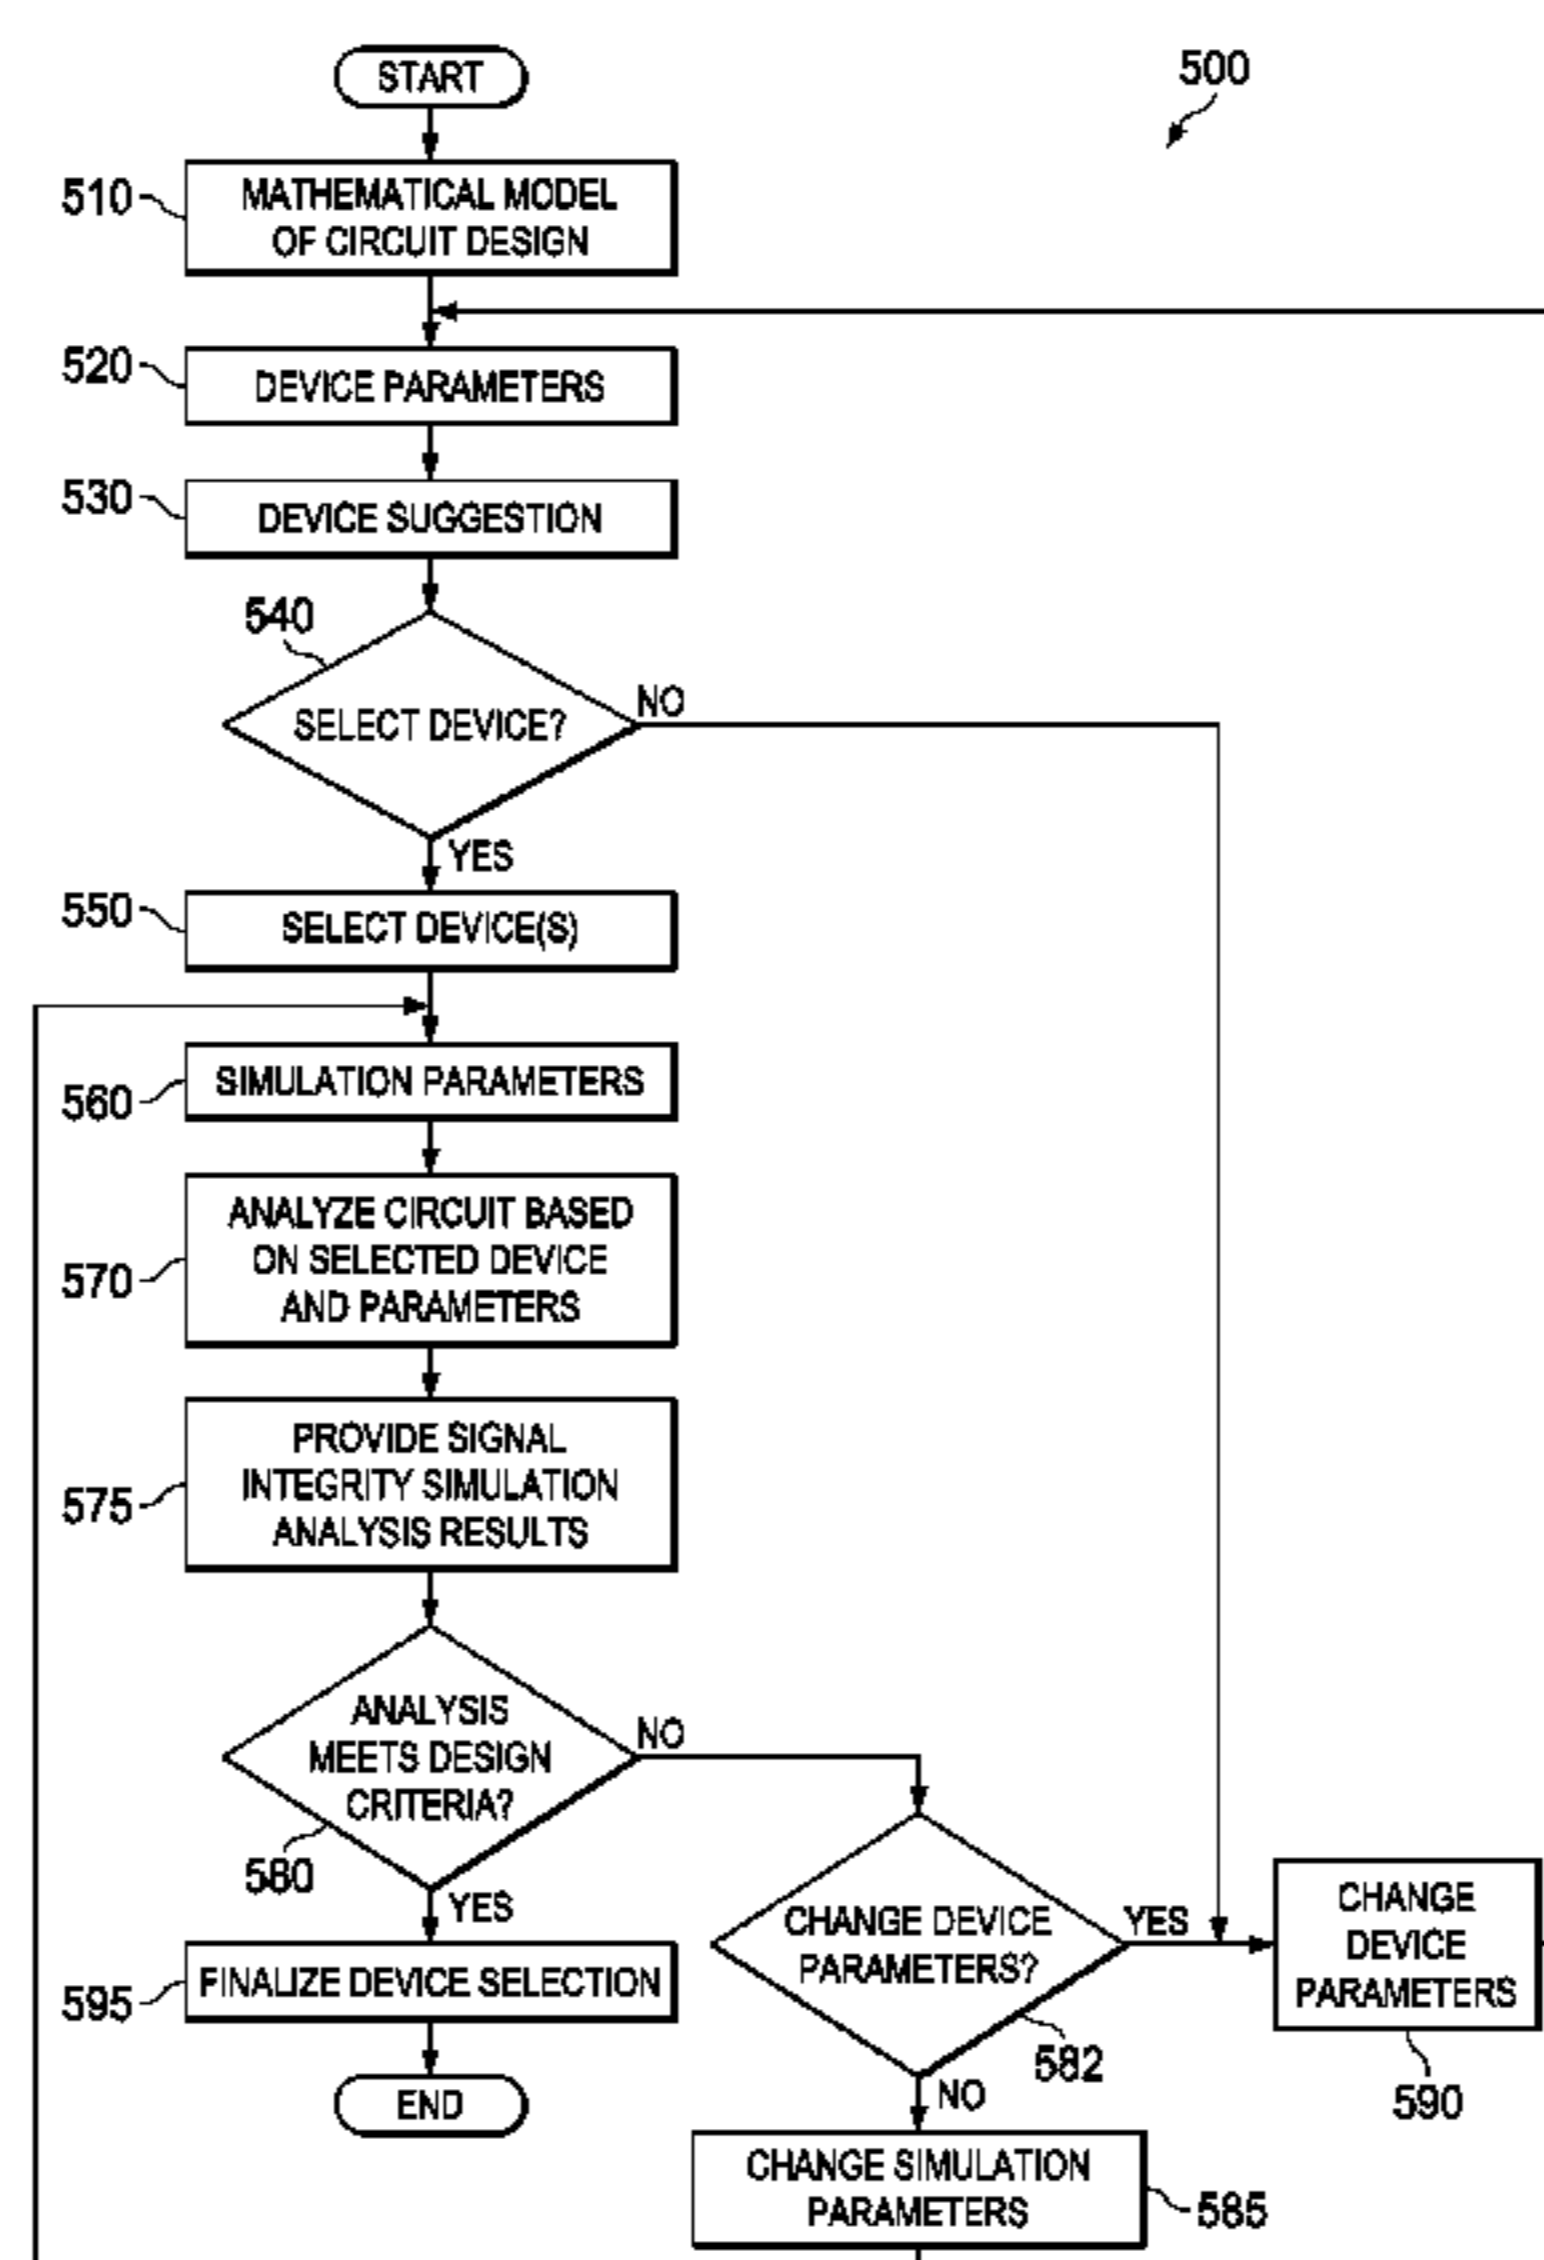 START
500
510
MATHEMATICAL MODEL
OF CIRCUIT DESIGN
520
DEVICE PARAMETERS
530
DEVICE SUGGESTION
540
SELECT DEVICE?
NO
YES
550
SELECT DEVICE(S)
560
SIMULATION PARAMETERS
570
ANALYZE CIRCUIT BASED
ON SELECTED DEVICE
AND PARAMETERS
575
PROVIDE SIGNAL
INTEGRITY SIMULATION
ANALYSIS RESULTS
ANALYSIS
MEETS DESIGN
CRITERIA?
NO
580
YES
CHANGE DEVICE
PARAMETERS?
YES
582
CHANGE
DEVICE
PARAMETERS
590
595
FINALIZE DEVICE SELECTION
END
NO
CHANGE SIMULATION
PARAMETERS
585